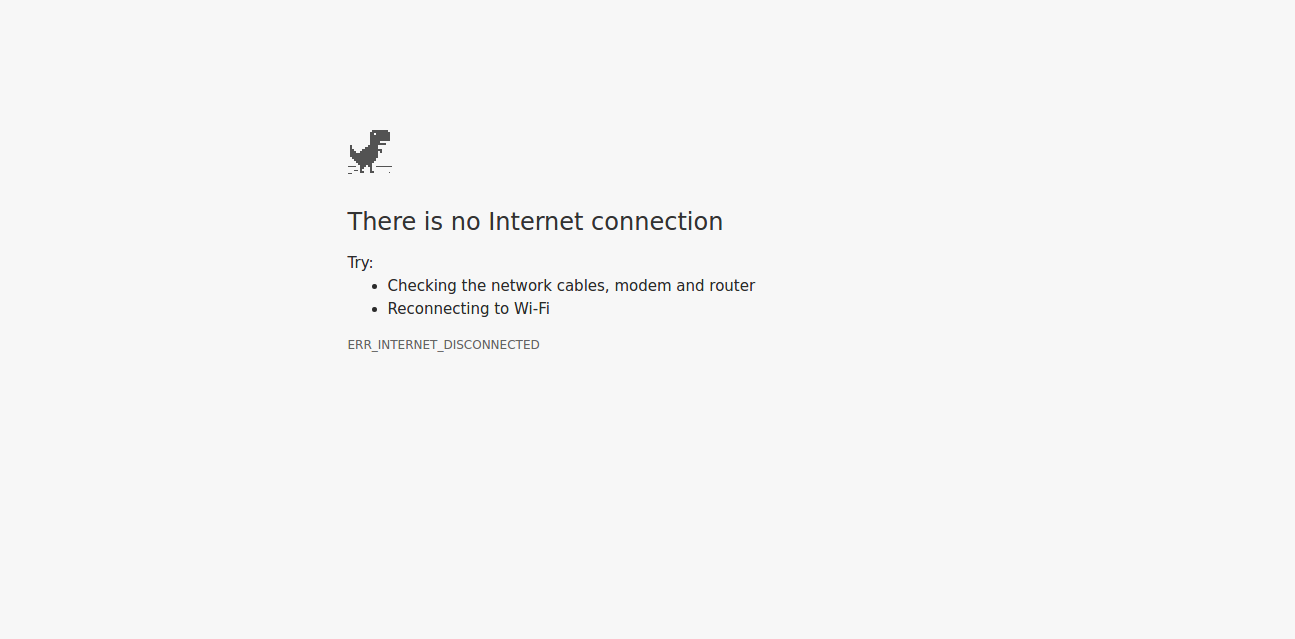 There is no Internet connection
Try:
Checking the network cables, modem and router
Reconnecting to Wi-Fi
ERR_INTERNET_DISCONNECTED